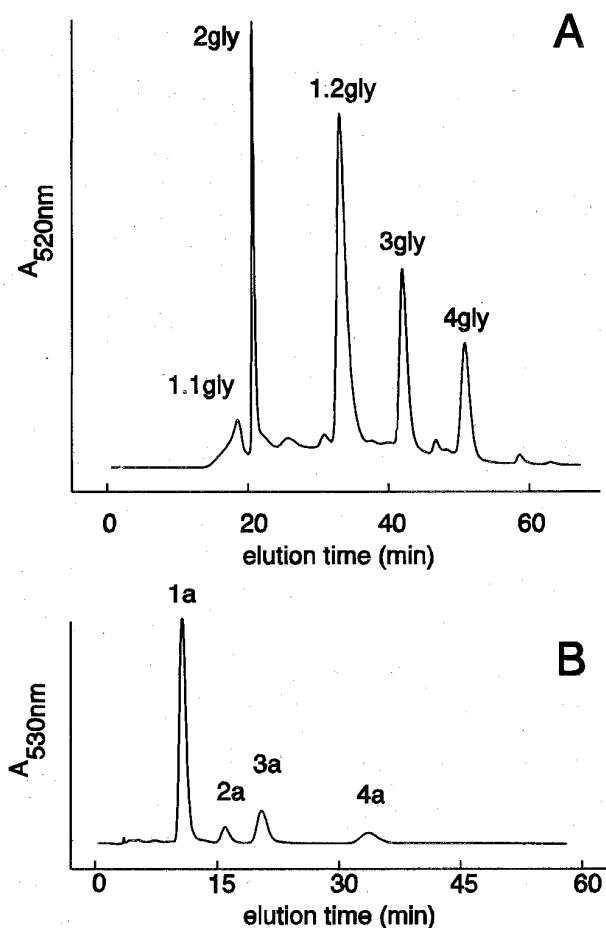 A
2gly
1.2gly
3gly
4gly
1.1gly
A520nm
0 20 40 60
elution time (min)
B
1a
2a
3a
4a
A530nm
0 15 30 45 60
elution time (min)